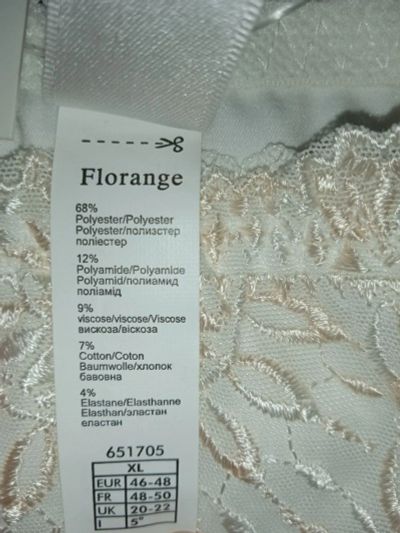 Florange
68%
Polyester/Polyester
Polyester/полиэстер
поліестер
12%
Polyamide/Polyamide
Polyamid/полиамид
поліамід
9%
viscose/viscose/Viscose
вискоза/віскоза
7%
Cotton/Coton
Baumwolle/хлопок
бавовна
4%
Elastane/Elasthanne
Elasthan/эластан
еластан
651705
XL
EUR 46-48
FR 48-50
UK 20-22
I 5"